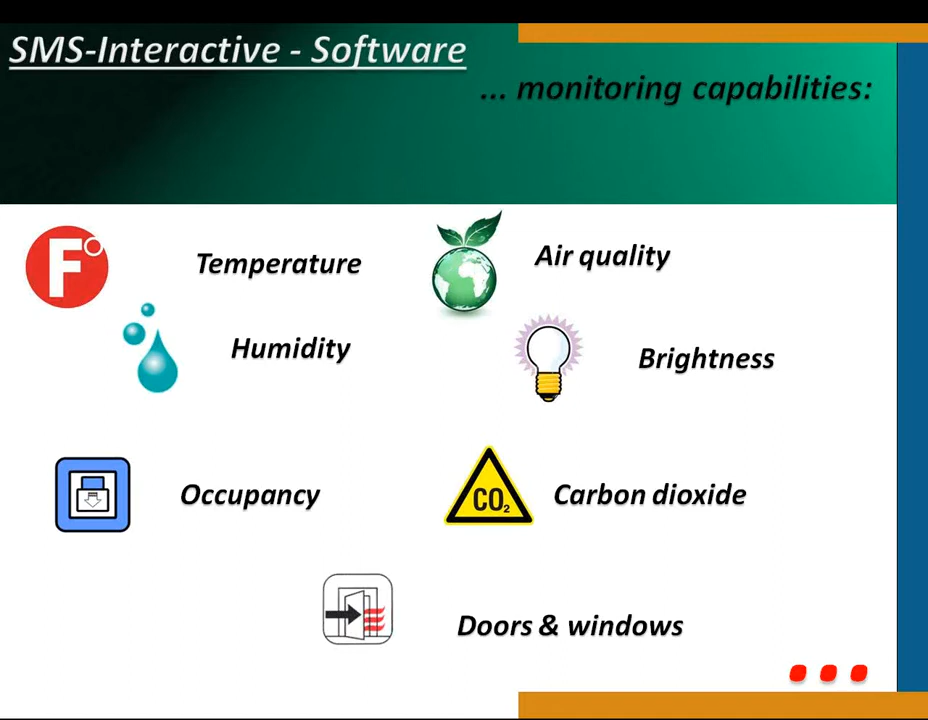 SMS-Interactive - Software
... monitoring capabilities:
F°
Temperature
Air quality
Humidity
Brightness
Occupancy
CO₂
Carbon dioxide
Doors & windows
...